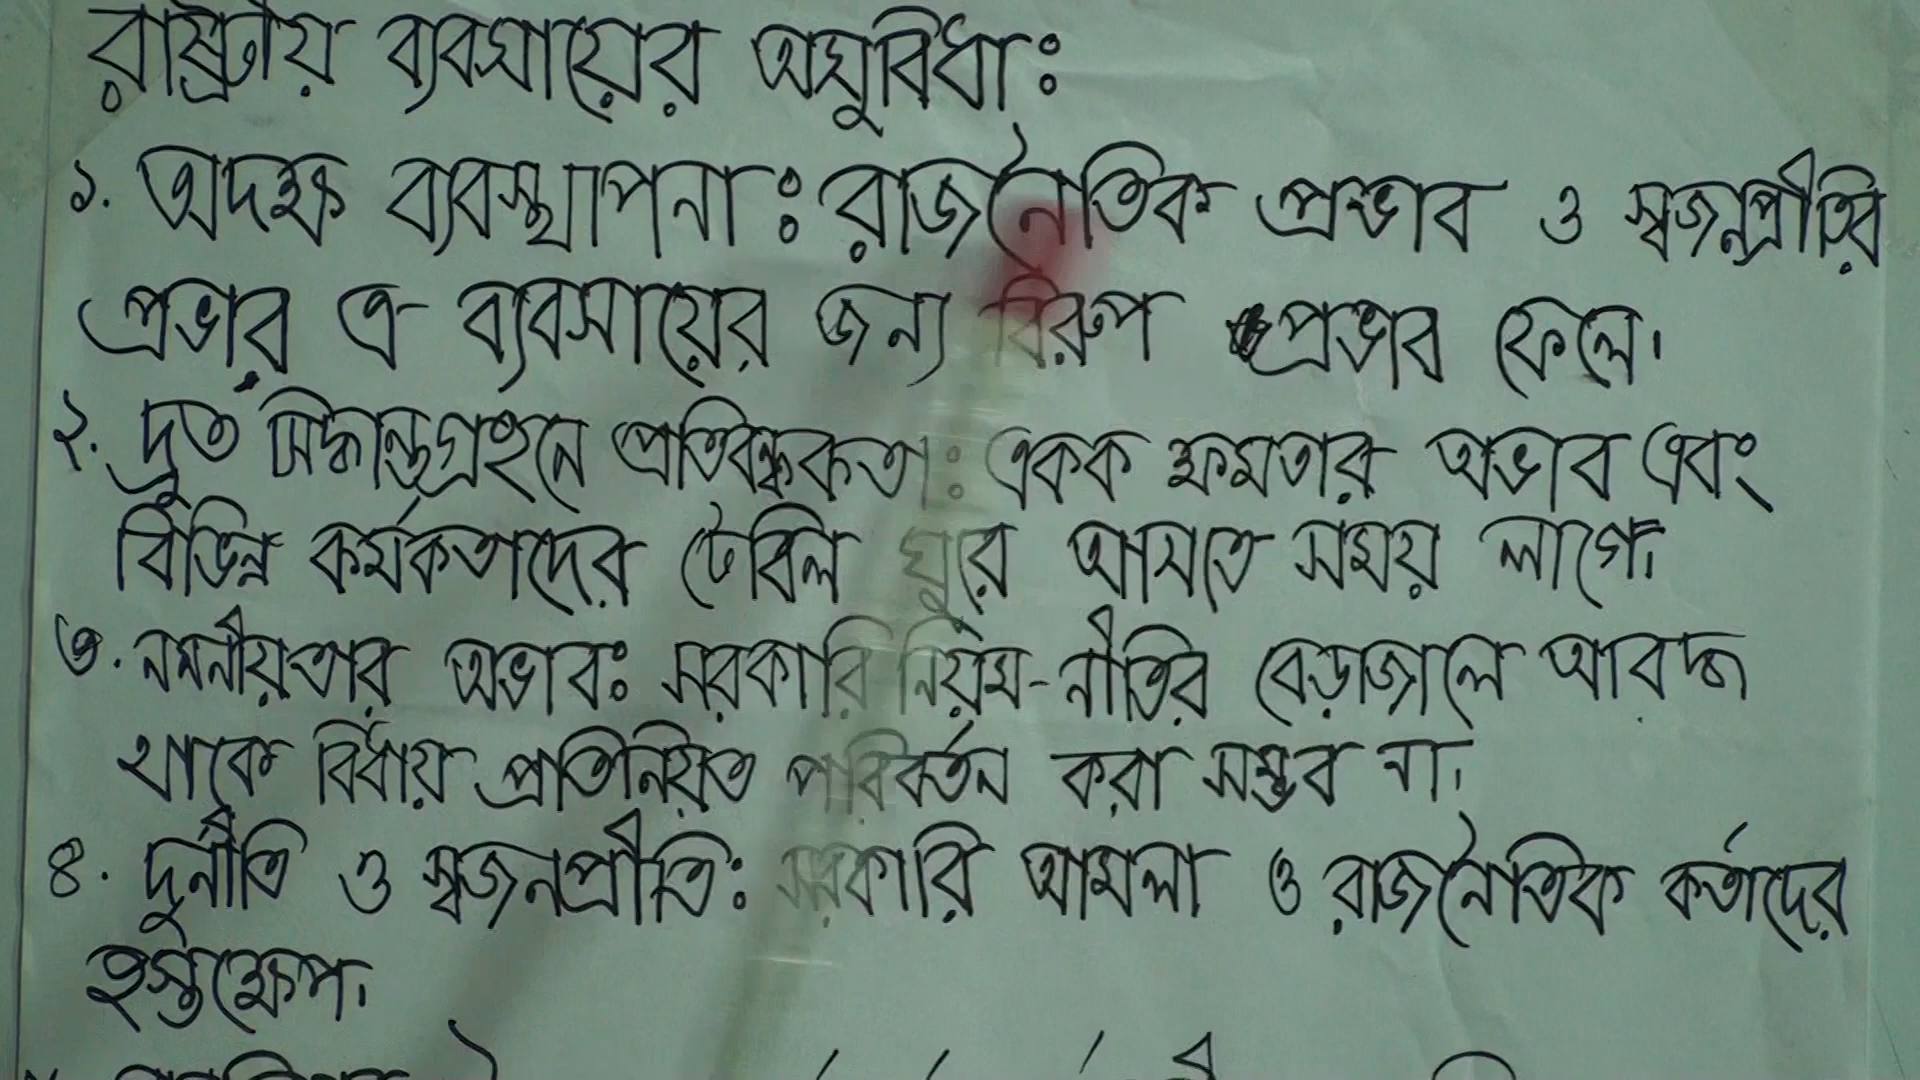 রাষ্ট্রীয় ব্যবসায়ের অসুবিধাঃ
১. অদক্ষ ব্যবস্থাপনাঃ রাজনৈতিক প্রভাব ও স্বজনপ্রীতির
প্রভাব এ ব্যবসায়ের জন্য বিরুপ প্রভাব ফেলে।
২. দ্রুত সিদ্ধান্তগ্রহনে প্রতিবন্ধকতাঃ একক ক্ষমতার অভাব এবং
বিভিন্ন কর্মকতাদের টেবিল ঘুরে আসতে সময় লাগে।
৩. নমনীয়তার অভাবঃ সরকারি নিয়ম-নীতির বেড়াজালে আবদ্ধ
থাকে বিধায় প্রতিনিয়ত পরিবর্তন করা সম্ভব না।
৪. দুর্নীতি ও স্বজনপ্রীতিঃ সরকারি আমলা ও রাজনৈতিক কর্তাদের
হস্তক্ষেপ।